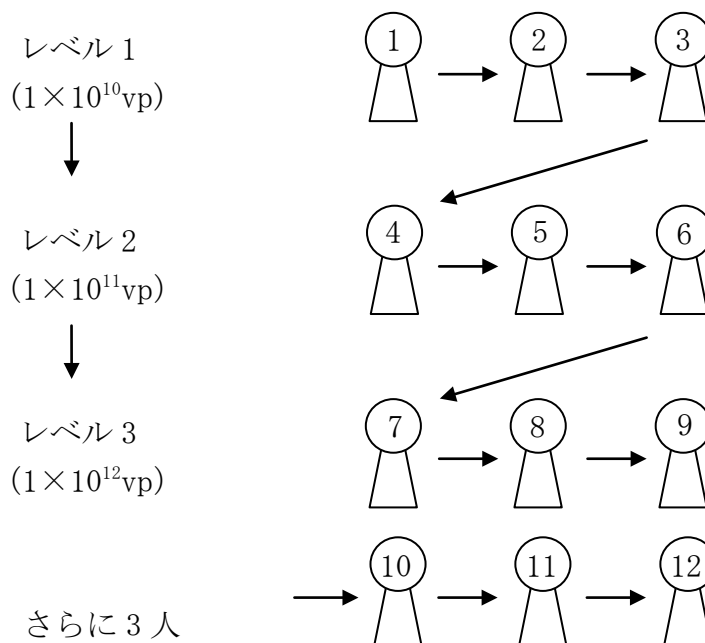 レベル 1
(1×10¹⁰vp)
1 2 3
レベル 2
(1×10¹¹vp)
4 5 6
レベル 3
(1×10¹²vp)
7 8 9
10 11 12
さらに 3 人